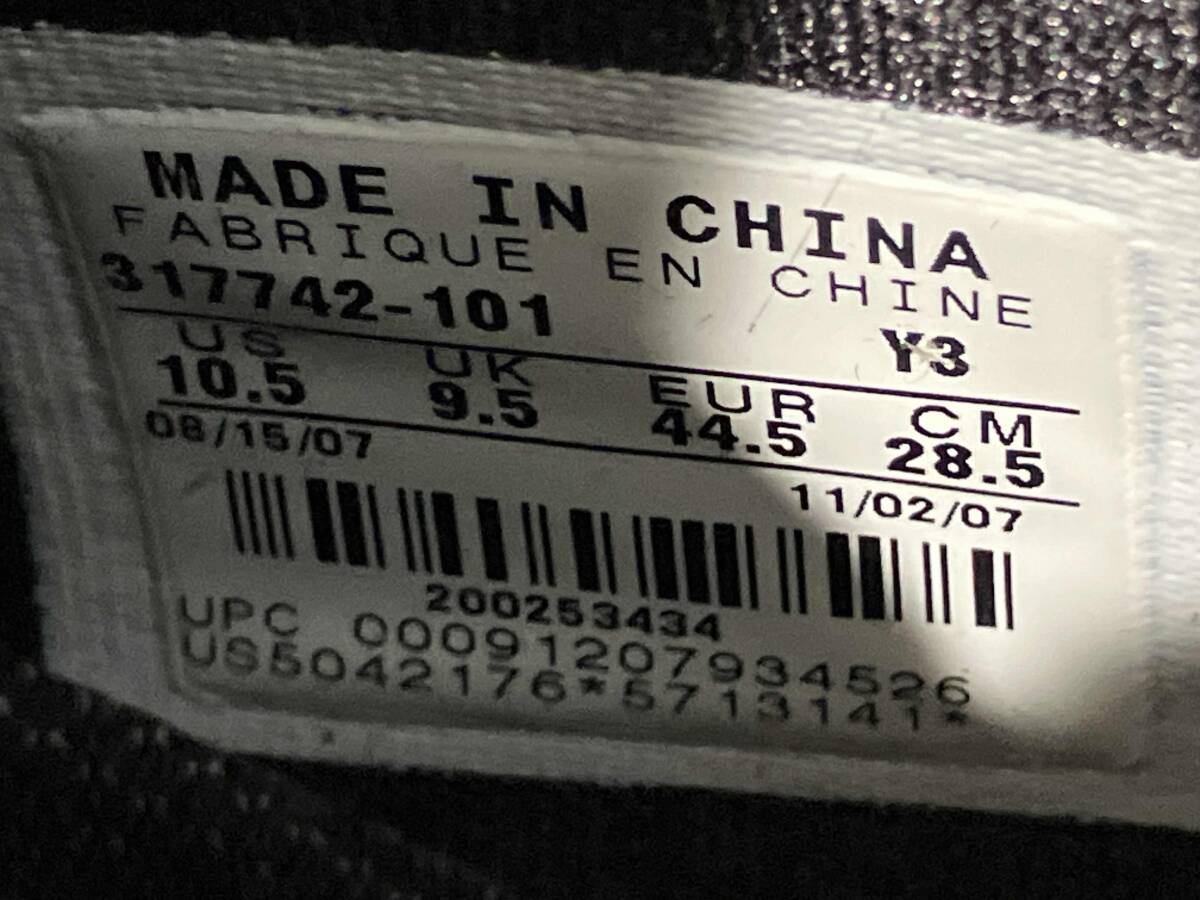 MADE IN CHINA
FABRIQUE EN CHINE
317742-101 Y3
US UK EUR CM
10.5 9.5 44.5 28.5
08/15/07 11/02/07
200253434
UPC 00091207934526
US5042176*5713141*